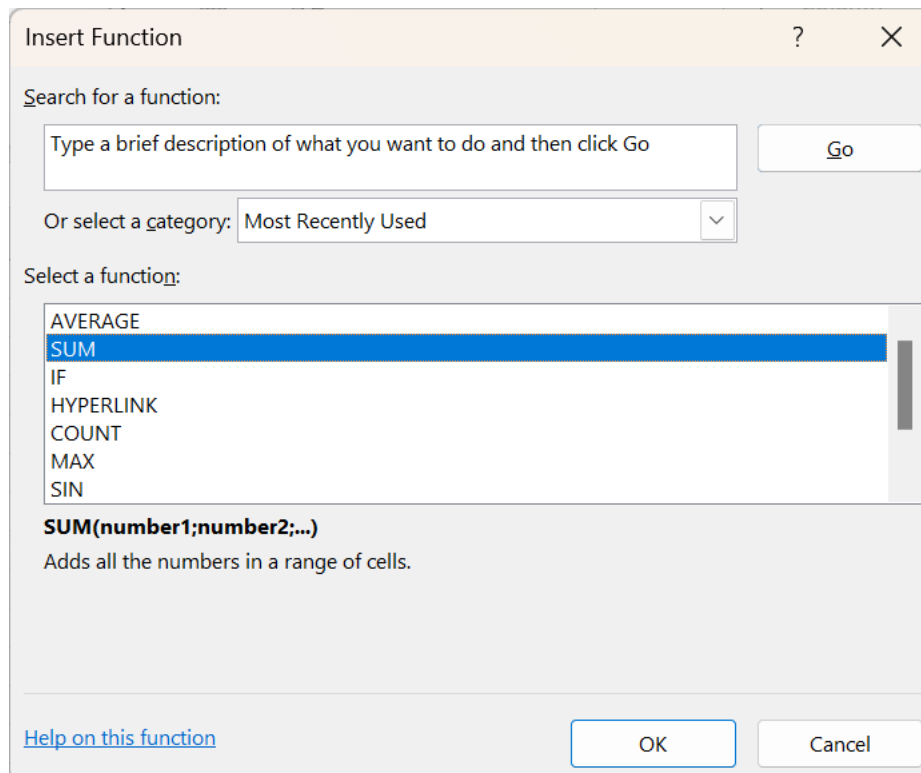 Insert Function ?
Search for a function:
Type a brief description of what you want to do and then click Go
Go
Or select a category: Most Recently Used
Select a function:
AVERAGE
SUM
IF
HYPERLINK
COUNT
MAX
SIN
SUM(number1;number2;...)
Adds all the numbers in a range of cells.
Help on this function
OK
Cancel